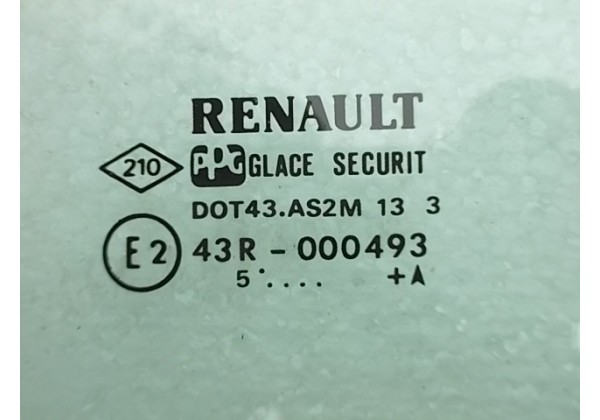 RENAULT
210 PPG GLACE SECURIT
DOT43.AS2M 13 3
E2 43R - 000493
5 '.... +A